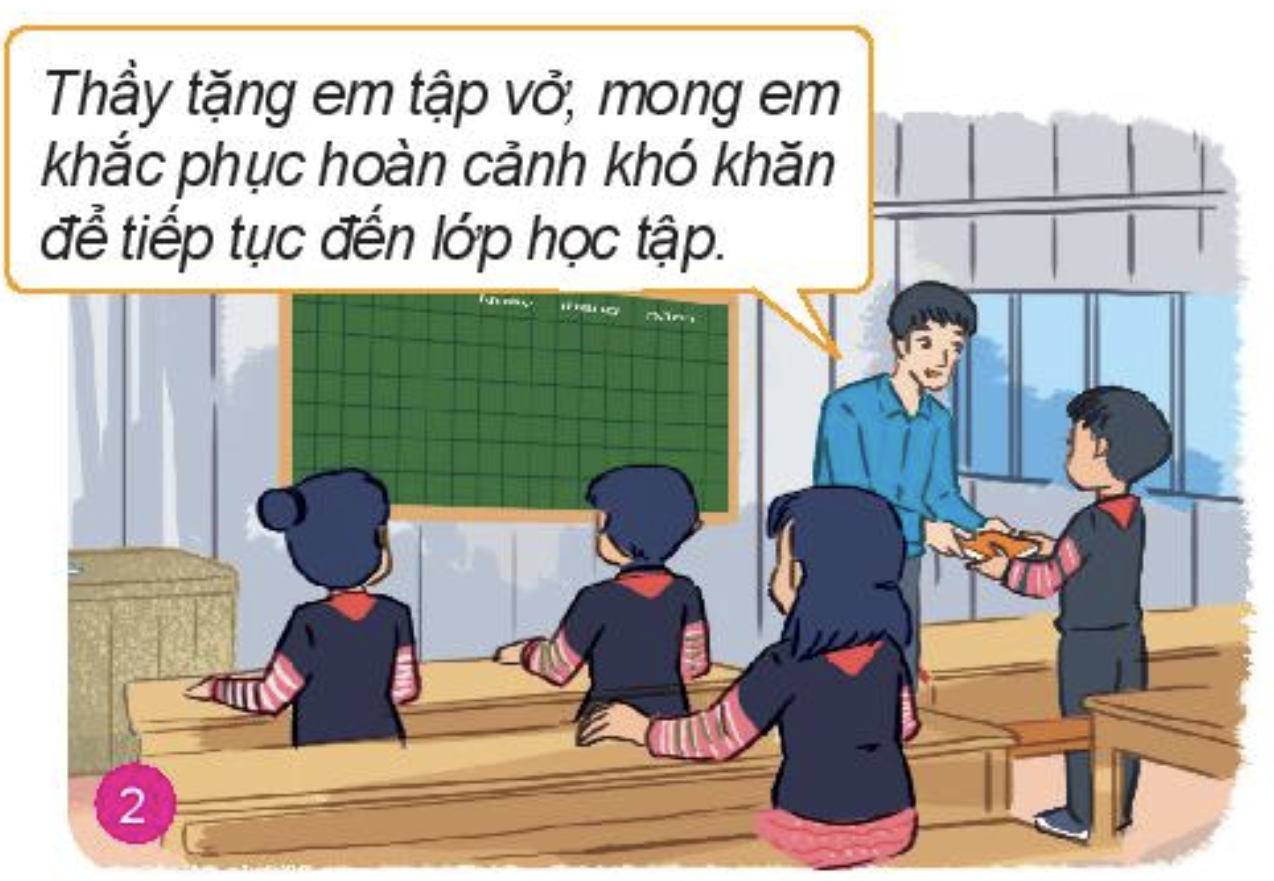 Thầy tặng em tập vở, mong em
khắc phục hoàn cảnh khó khăn
để tiếp tục đến lớp học tập.
2